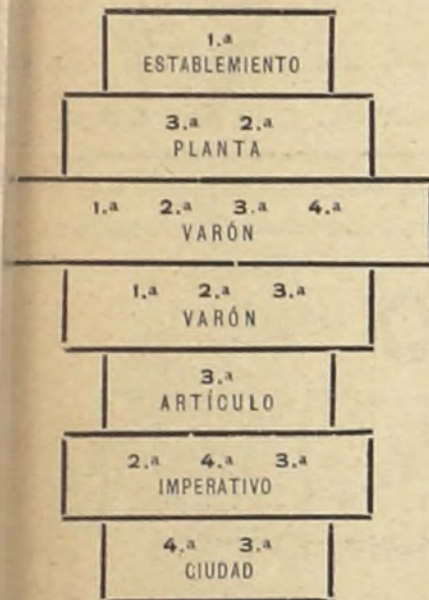 1.ª
ESTABLEMIENTO
3.ª 2.ª
PLANTA
1.ª 2.ª 3.ª 4.ª
VARÓN
1.ª 2.ª 3.ª
VARÓN
3.ª
ARTÍCULO
2.ª 4.ª 3.ª
IMPERATIVO
4.ª 3.ª
CIUDAD